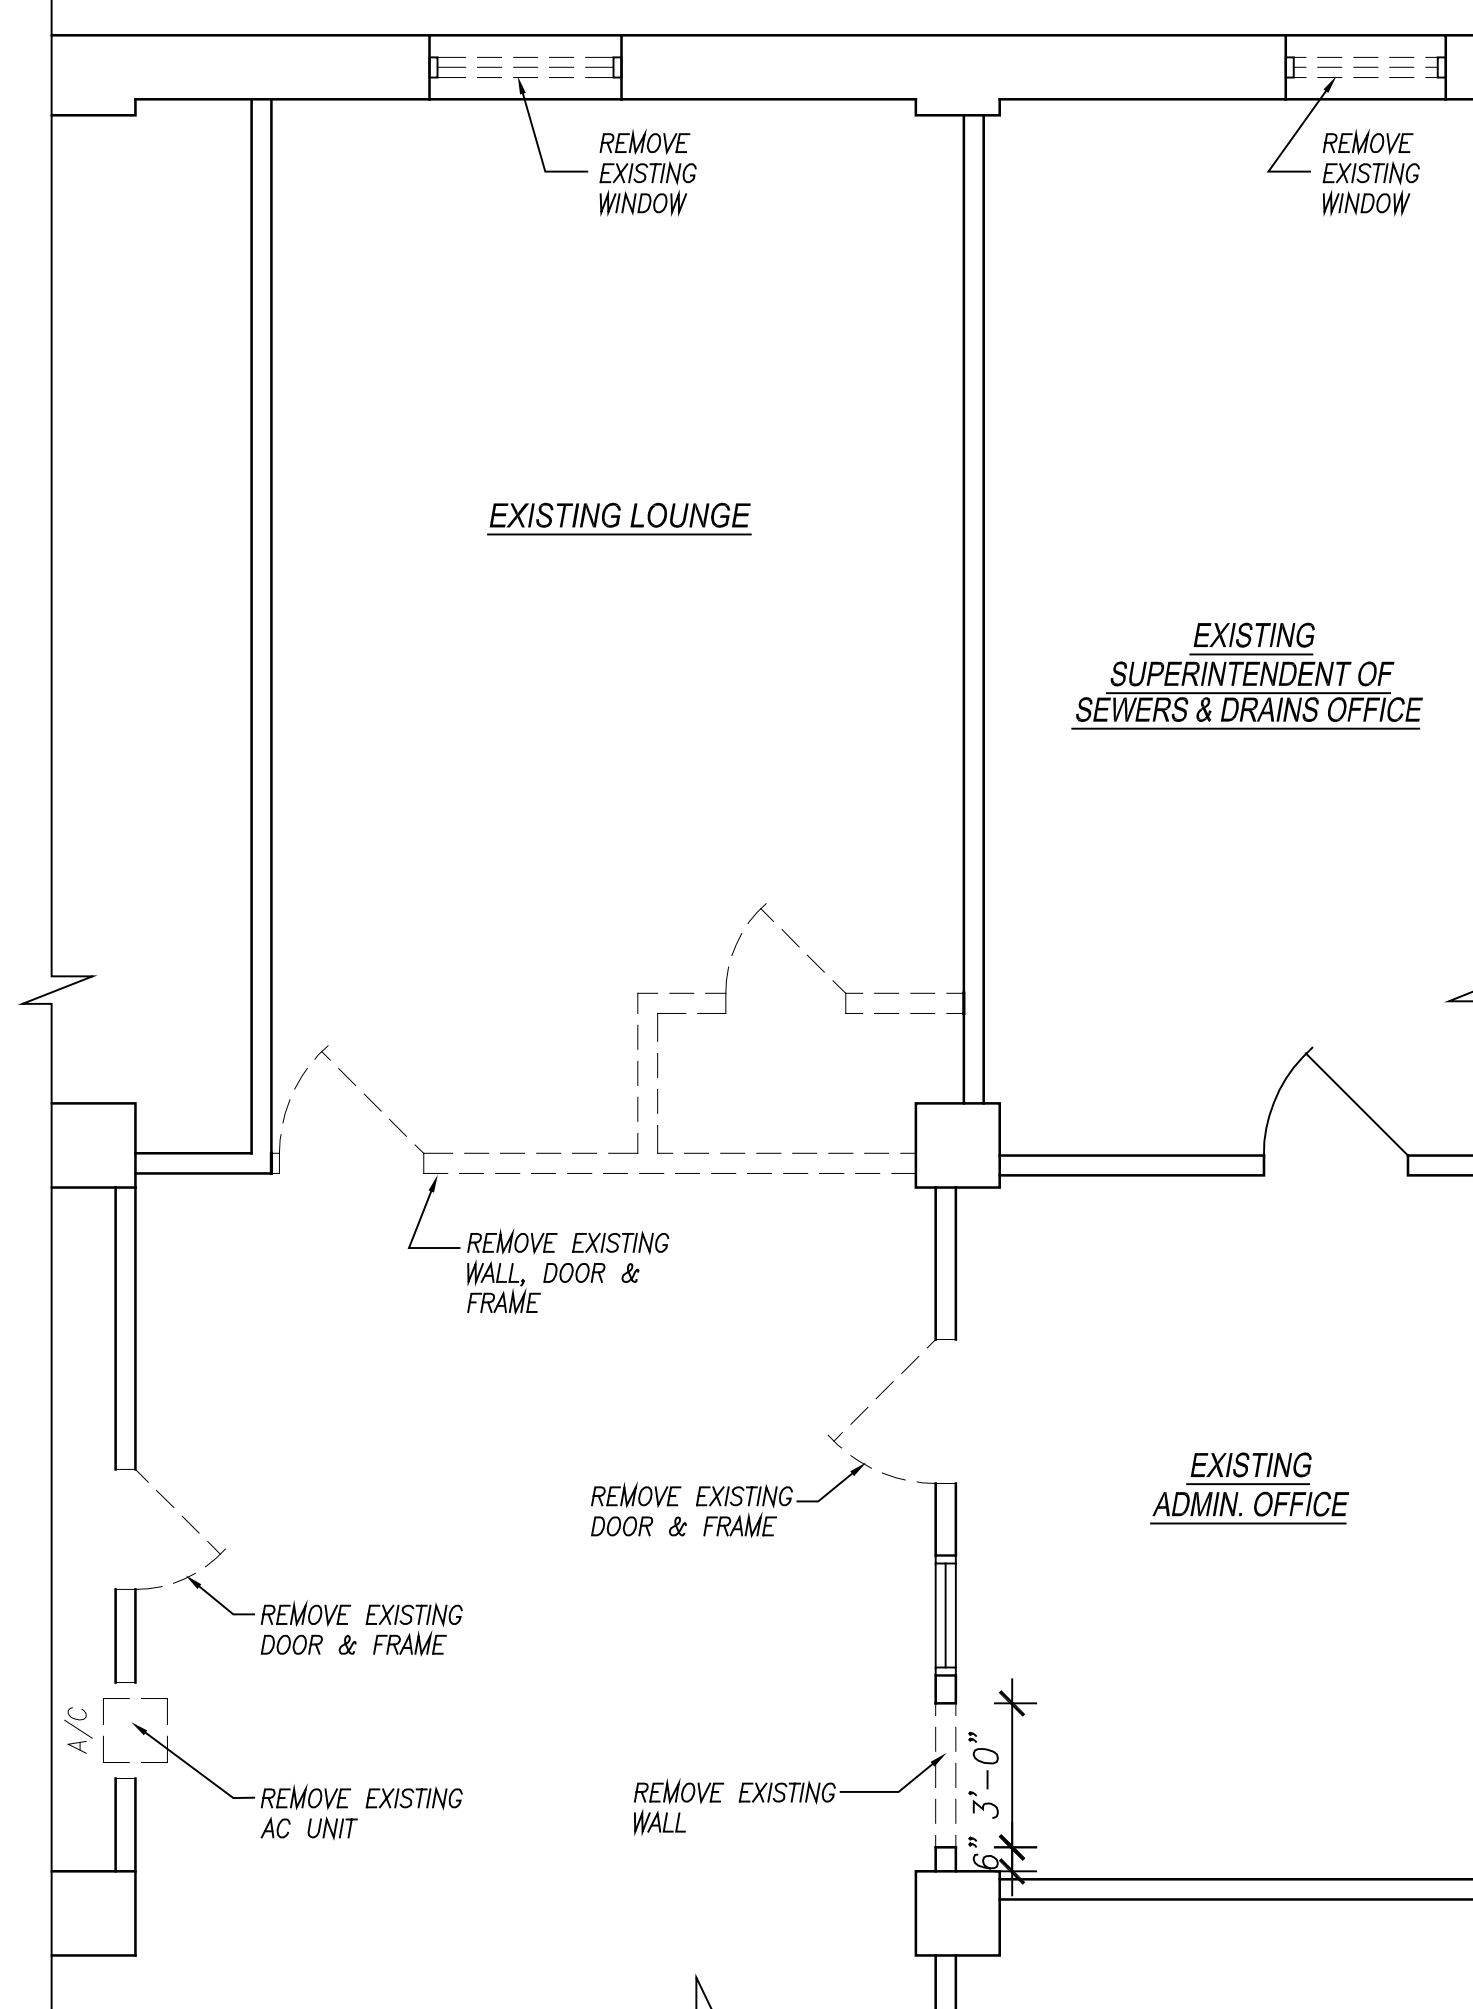 REMOVE
EXISTING
WINDOW
REMOVE
EXISTING
WINDOW
EXISTING LOUNGE
EXISTING
SUPERINTENDENT OF
SEWERS & DRAINS OFFICE
REMOVE EXISTING
WALL, DOOR &
FRAME
EXISTING
ADMIN. OFFICE
REMOVE EXISTING
DOOR & FRAME
REMOVE EXISTING
DOOR & FRAME
A/C
REMOVE EXISTING
AC UNIT
REMOVE EXISTING
WALL
3'-0"
6"